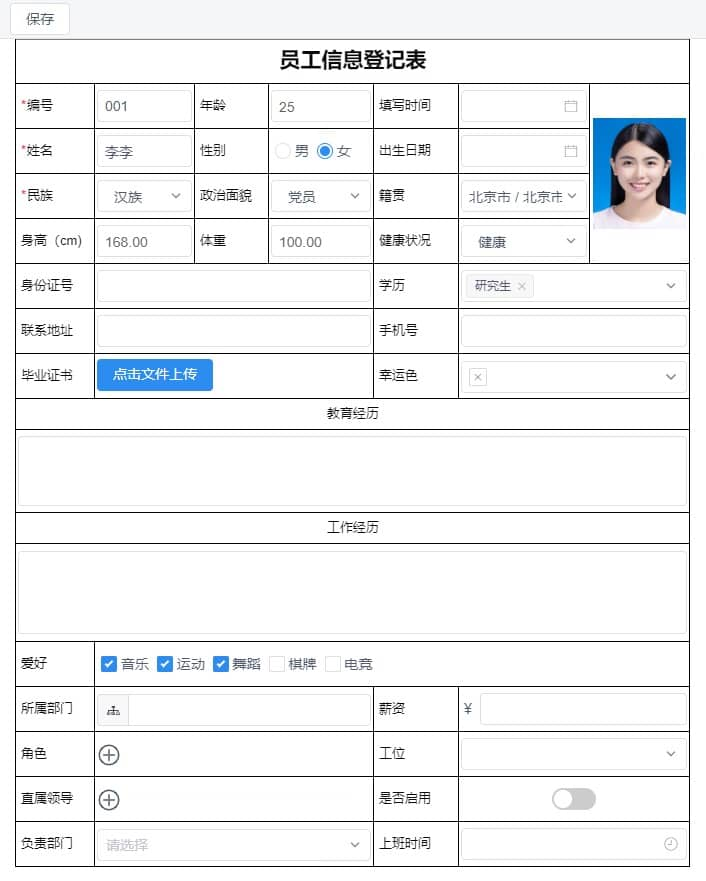 保存
员工信息登记表
*编号 001 年龄 25 填写时间
*姓名 李李 性别 男 女 出生日期
*民族 汉族 政治面貌 党员 籍贯 北京市 / 北京市
身高（cm） 168.00 体重 100.00 健康状况 健康
身份证号 学历 研究生
联系地址 手机号
毕业证书 点击文件上传 幸运色
教育经历
工作经历
爱好 音乐 运动 舞蹈 棋牌 电竞
所属部门 薪资 ¥
角色 工位
直属领导 是否启用
负责部门 请选择 上班时间